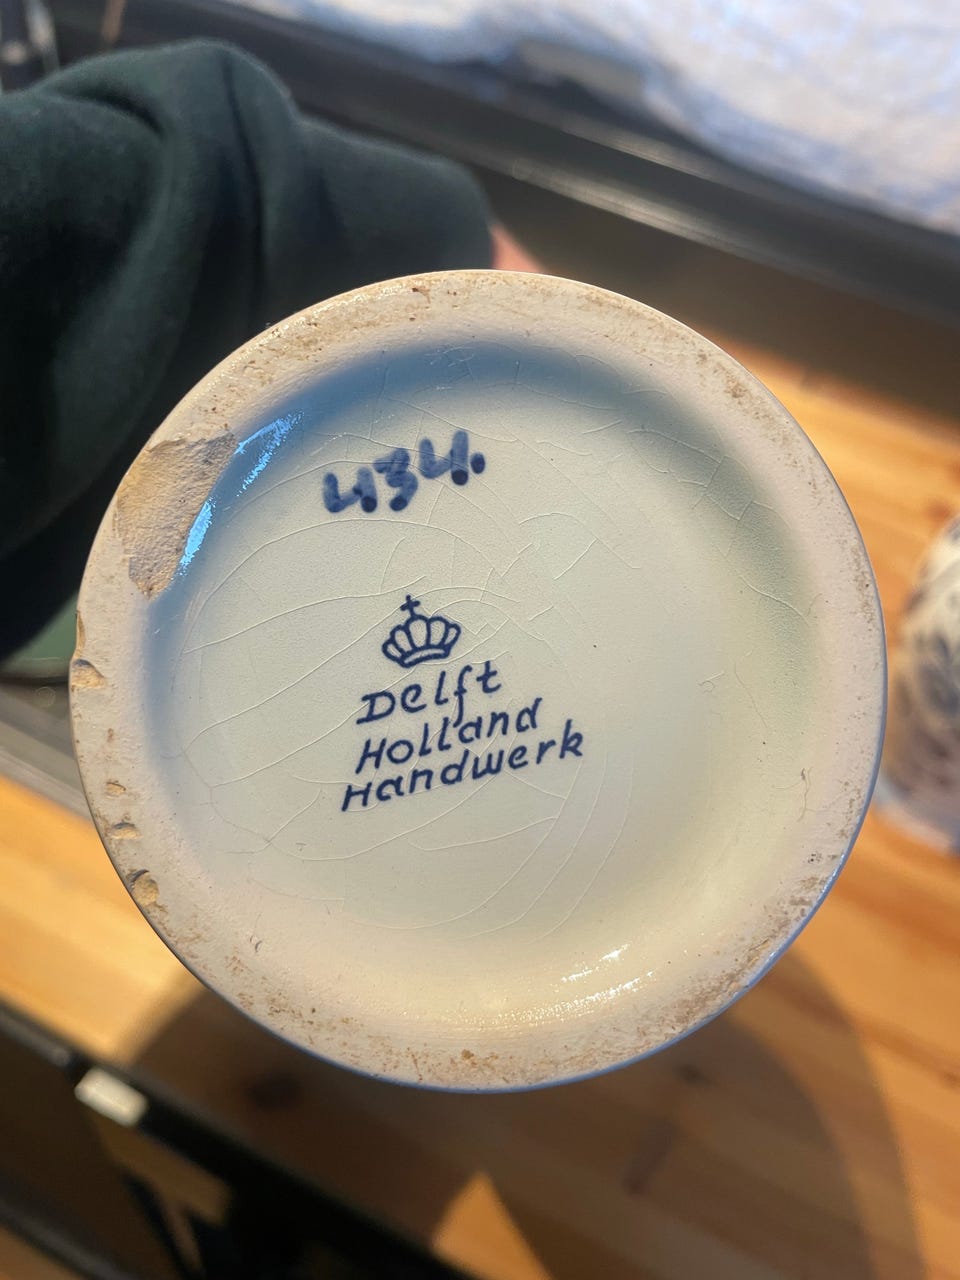 434.
Delft
Holland
Handwerk